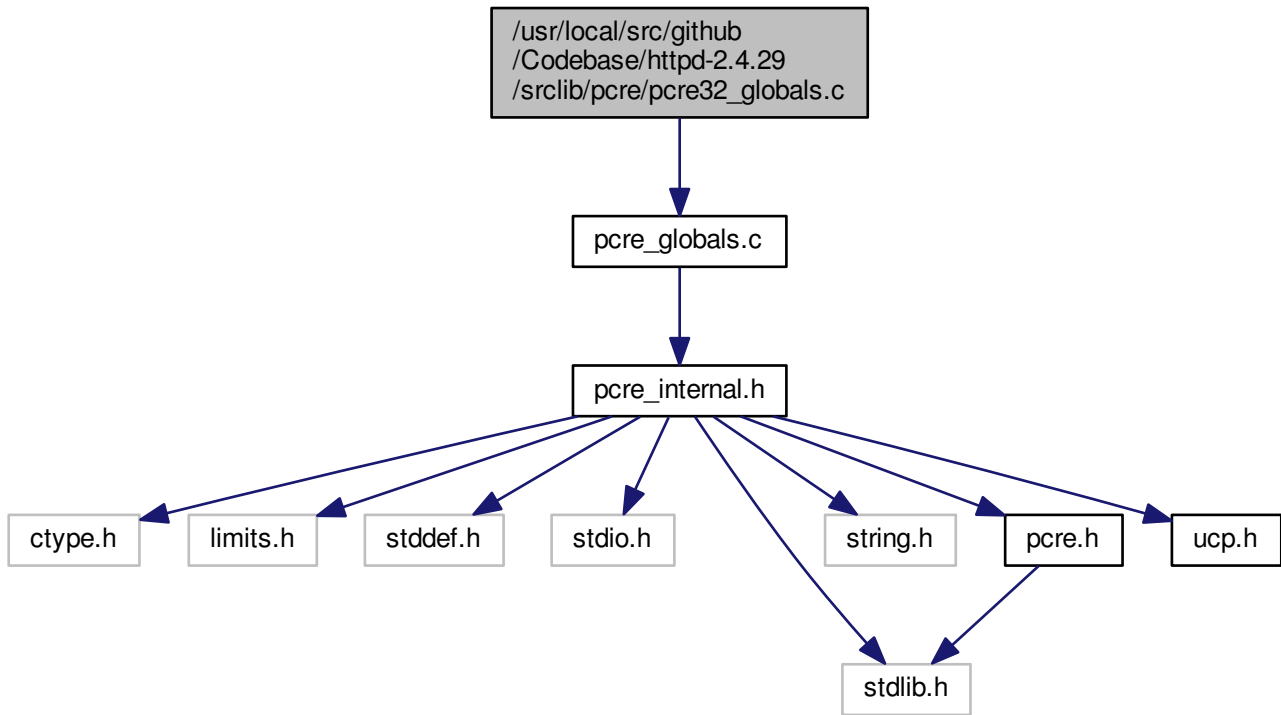 /usr/local/src/github
/Codebase/httpd-2.4.29
/srclib/pcre/pcre32_globals.c
pcre_globals.c
pcre_internal.h
ctype.h
limits.h
stddef.h
stdio.h
string.h
pcre.h
ucp.h
stdlib.h